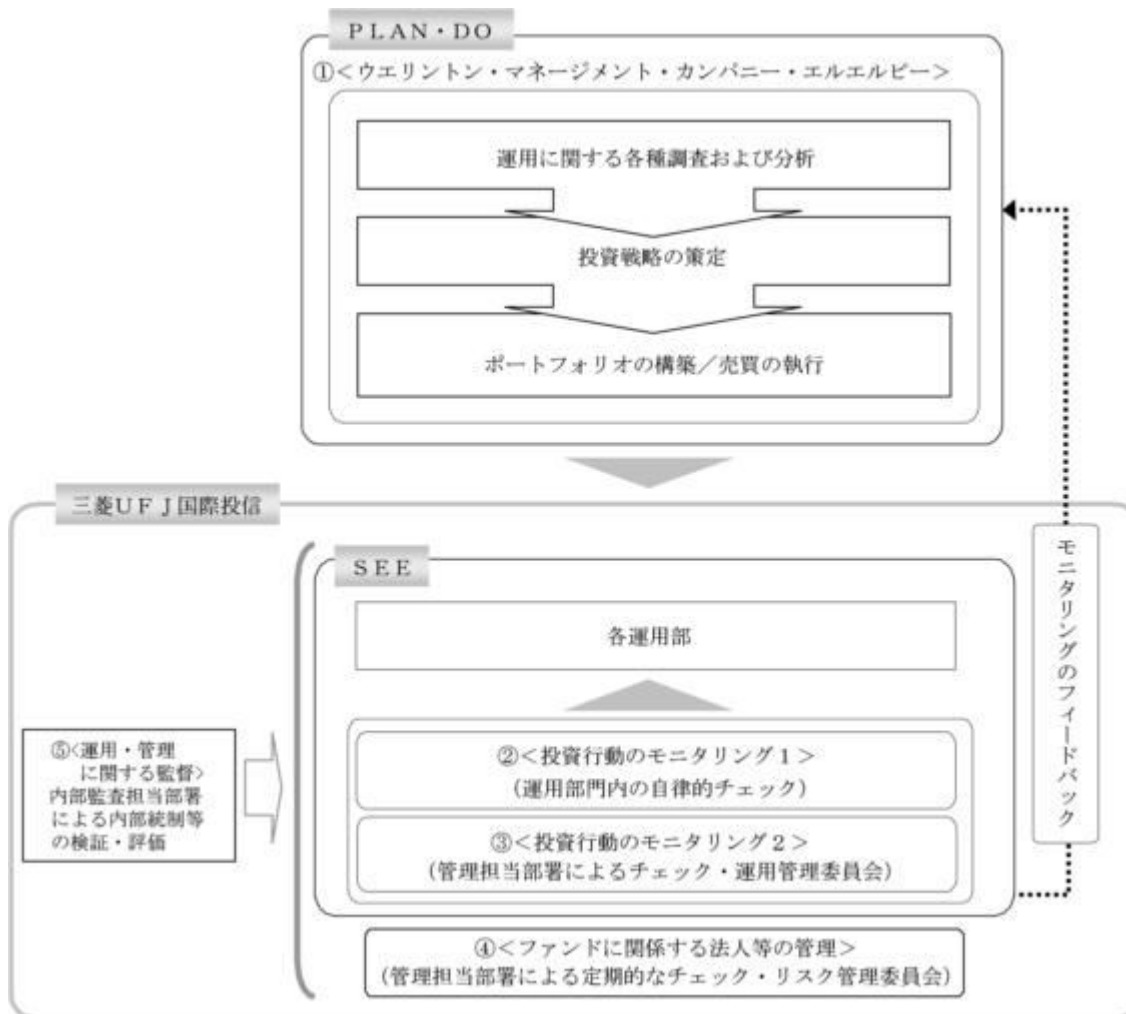 PLAN・DO
①<ウエリントン・マネージメント・カンパニー・エルエルピー>
運用に関する各種調査および分析
投資戦略の策定
ポートフォリオの構築/売買の執行
三菱UFJ国際投信
SEE
各運用部
②<投資行動のモニタリング1>
(運用部門内の自律的チェック)
③<投資行動のモニタリング2>
(管理担当部署によるチェック・運用管理委員会)
④<ファンドに関係する法人等の管理>
(管理担当部署による定期的なチェック・リスク管理委員会)
⑤<運用・管理
に関する監督>
内部監査担当部署
による内部統制等
の検証・評価
モニタリングのフィードバック